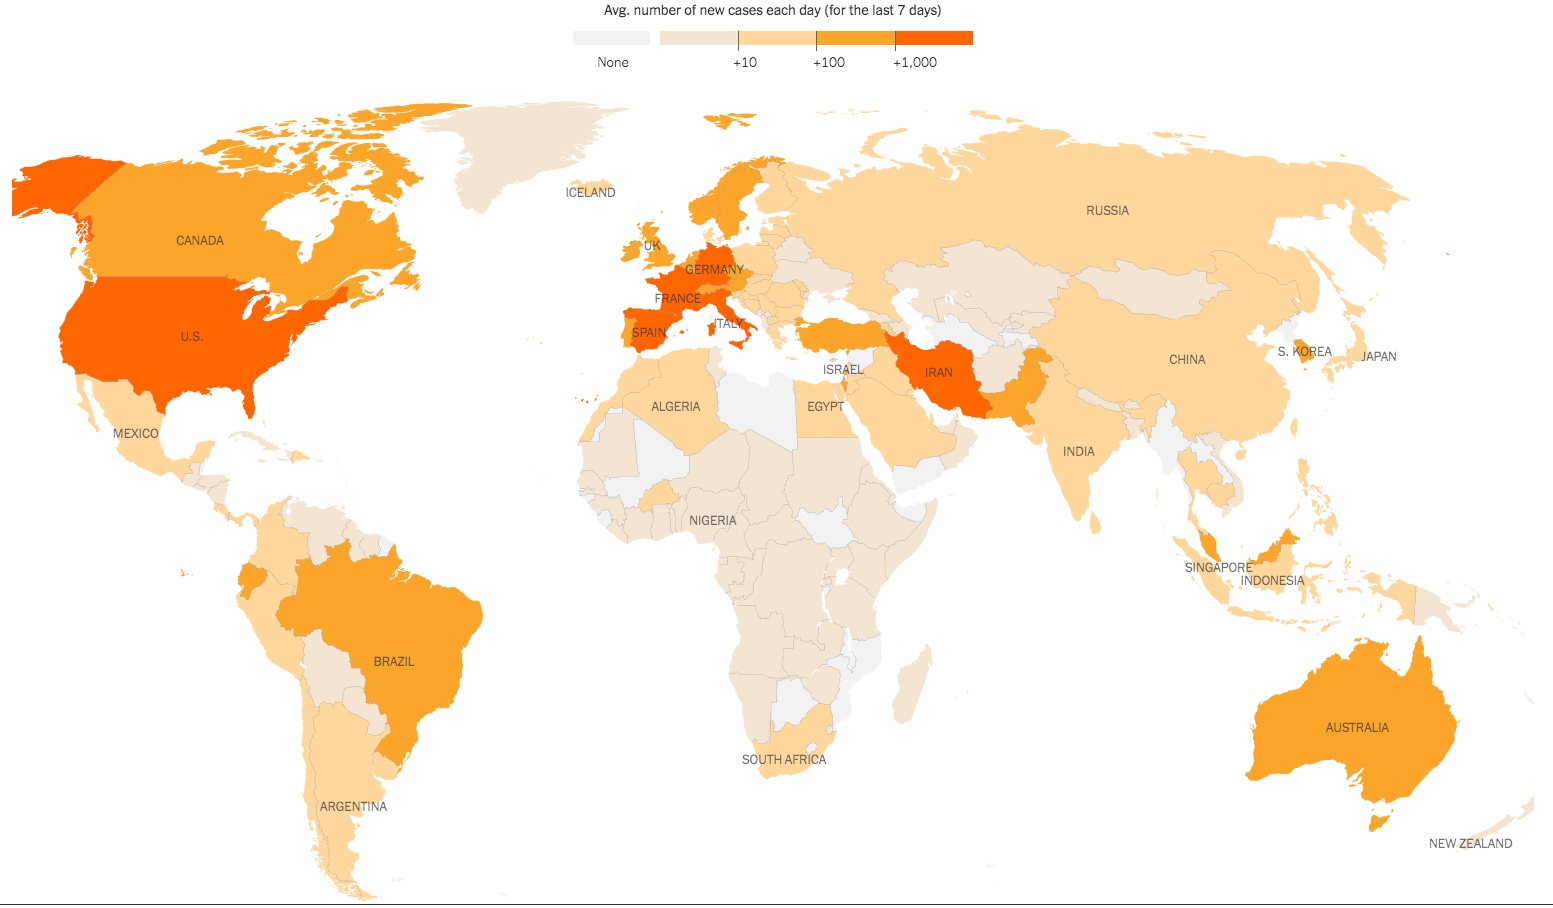 Avg. number of new cases each day (for the last 7 days)
None
+10
+100
+1,000
ICELAND
RUSSIA
CANADA
UK
GERMANY
FRANCE
ITALY
SPAIN
U.S.
S. KOREA
JAPAN
CHINA
ISRAEL
IRAN
ALGERIA
EGYPT
MEXICO
INDIA
NIGERIA
SINGAPORE
INDONESIA
BRAZIL
AUSTRALIA
SOUTH AFRICA
ARGENTINA
NEW ZEALAND